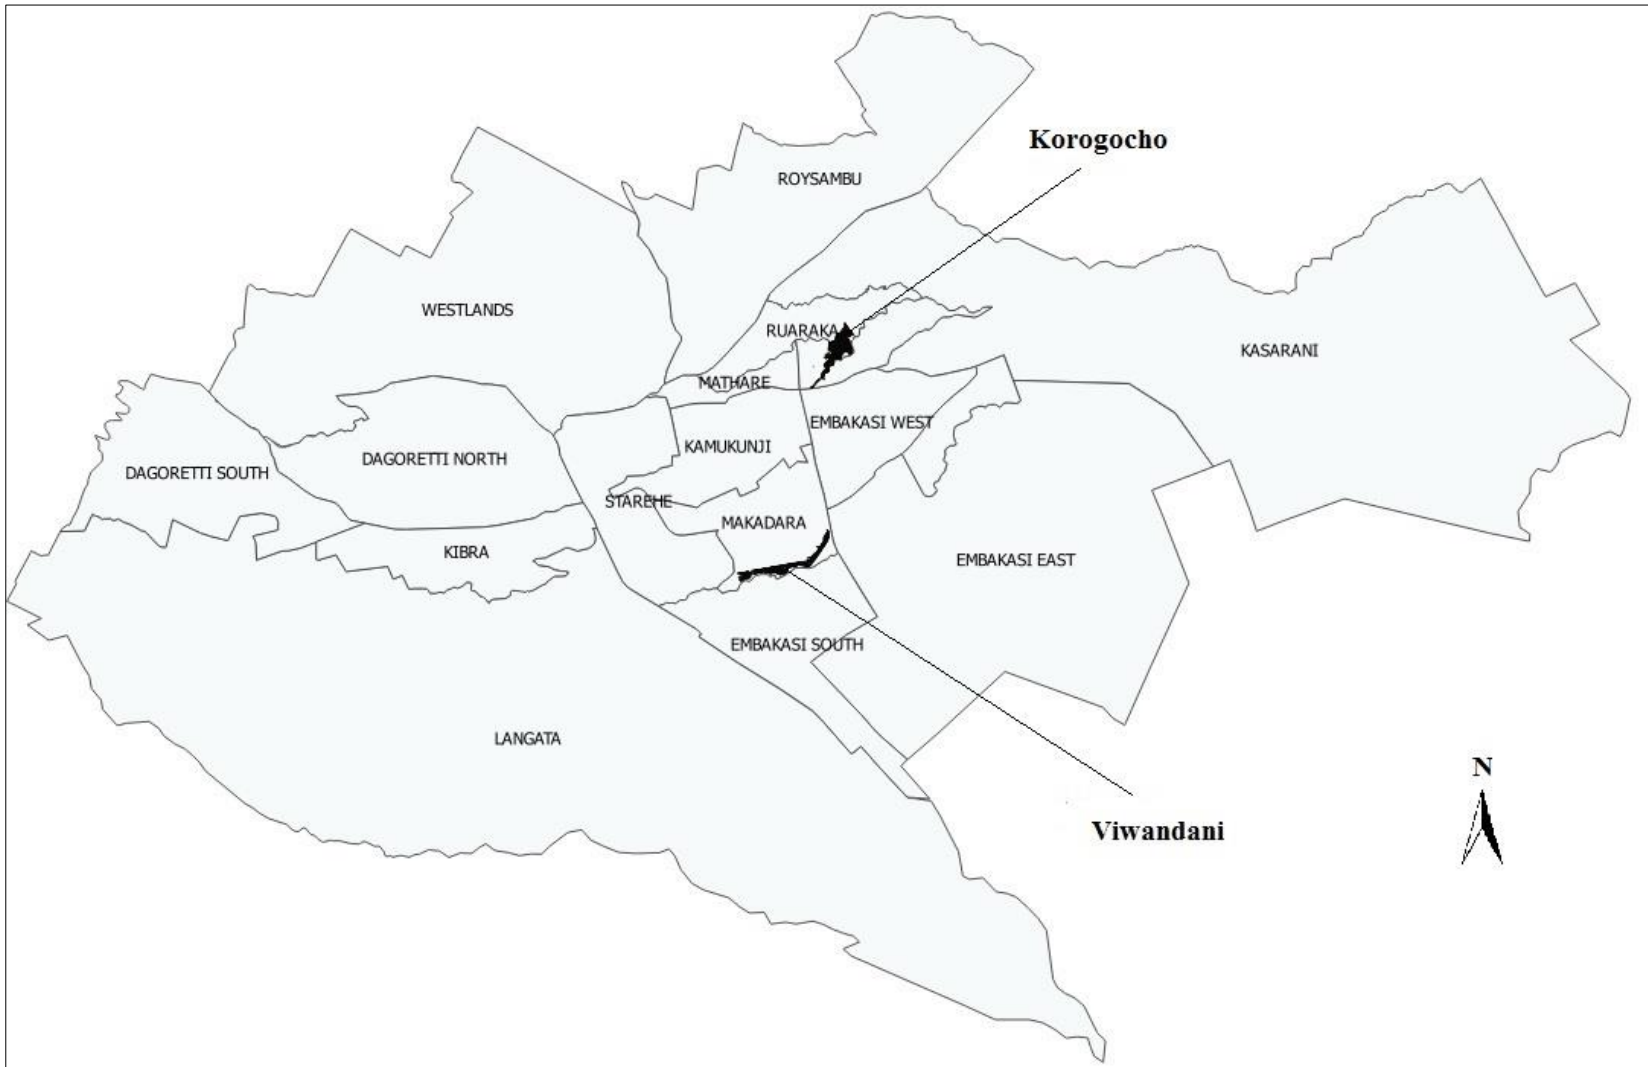 Korogocho
ROYSAMBU
WESTLANDS
RUARAKA
KASARANI
MATHARE
EMBAKASI WEST
KAMUKUNJI
DAGORETTI NORTH
DAGORETTI SOUTH
STAREHE
MAKADARA
KIBRA
EMBAKASI EAST
EMBAKASI SOUTH
LANGATA
N
Viwandani